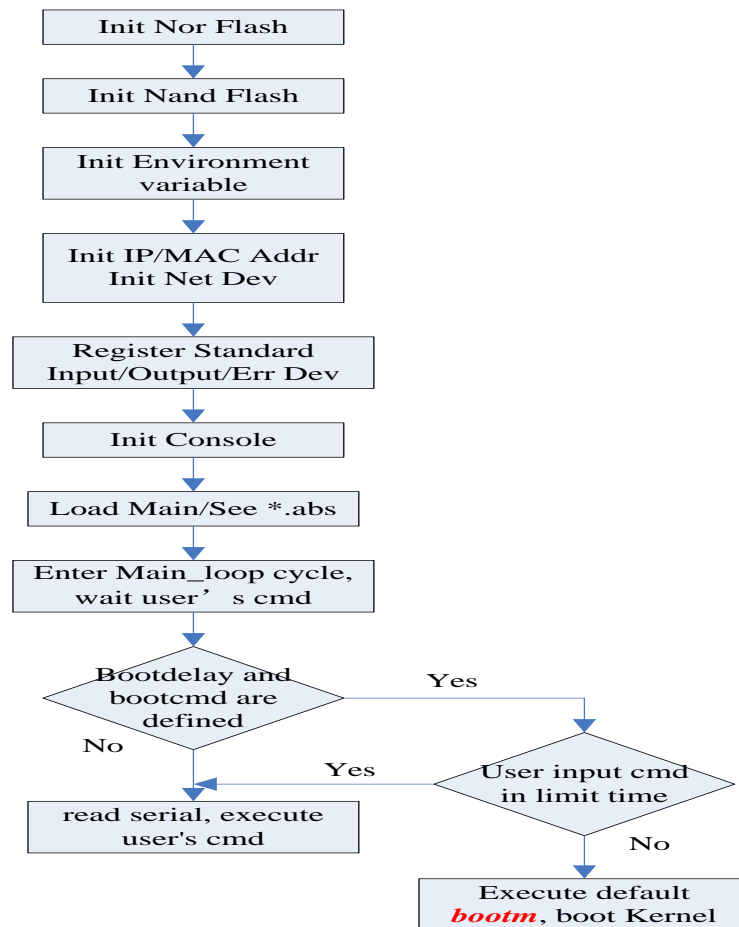 Init Nor Flash
Init Nand Flash
Init Environment
variable
Init IP/MAC Addr
Init Net Dev
Register Standard
Input/Output/Err Dev
Init Console
Load Main/See *.abs
Enter Main_loop cycle,
wait user’s cmd
Bootdelay and
bootcmd are
defined
Yes
No
User input cmd
in limit time
Yes
read serial, execute
user's cmd
No
Execute default
bootm, boot Kernel